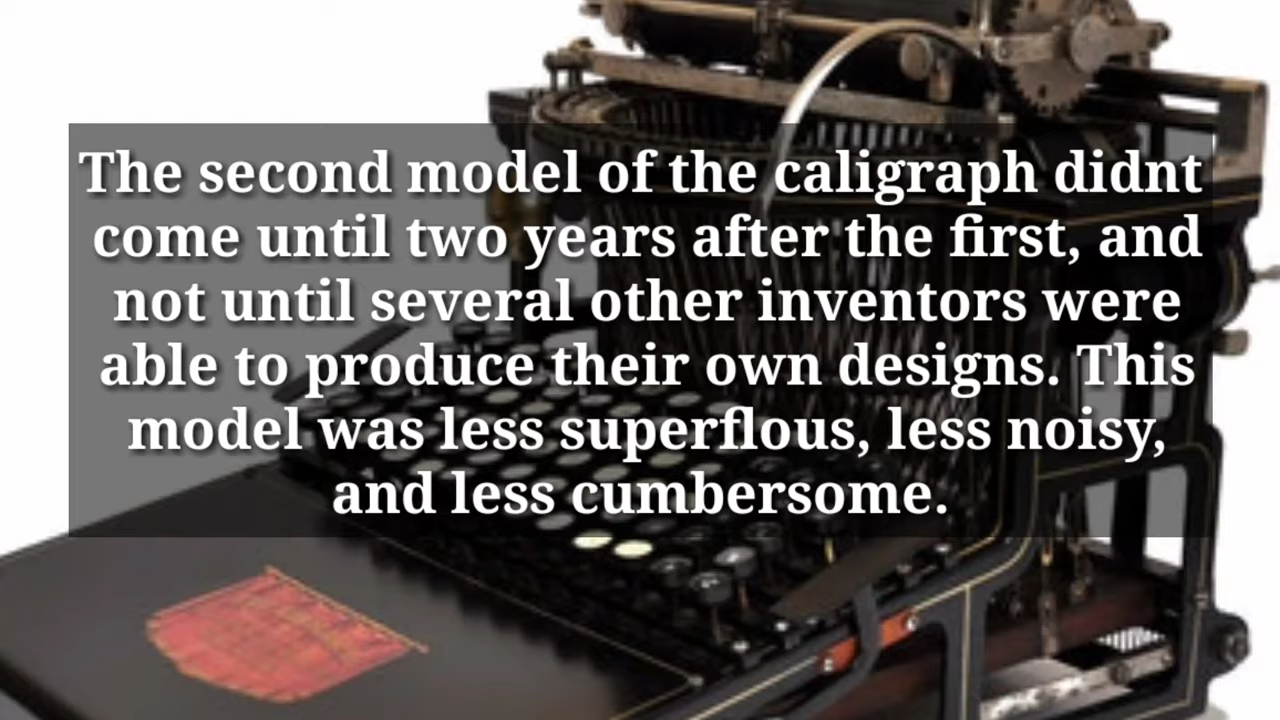 The second model of the caligraph didnt
come until two years after the first, and
not until several other inventors were
able to produce their own designs. This
model was less superflous, less noisy,
and less cumbersome.